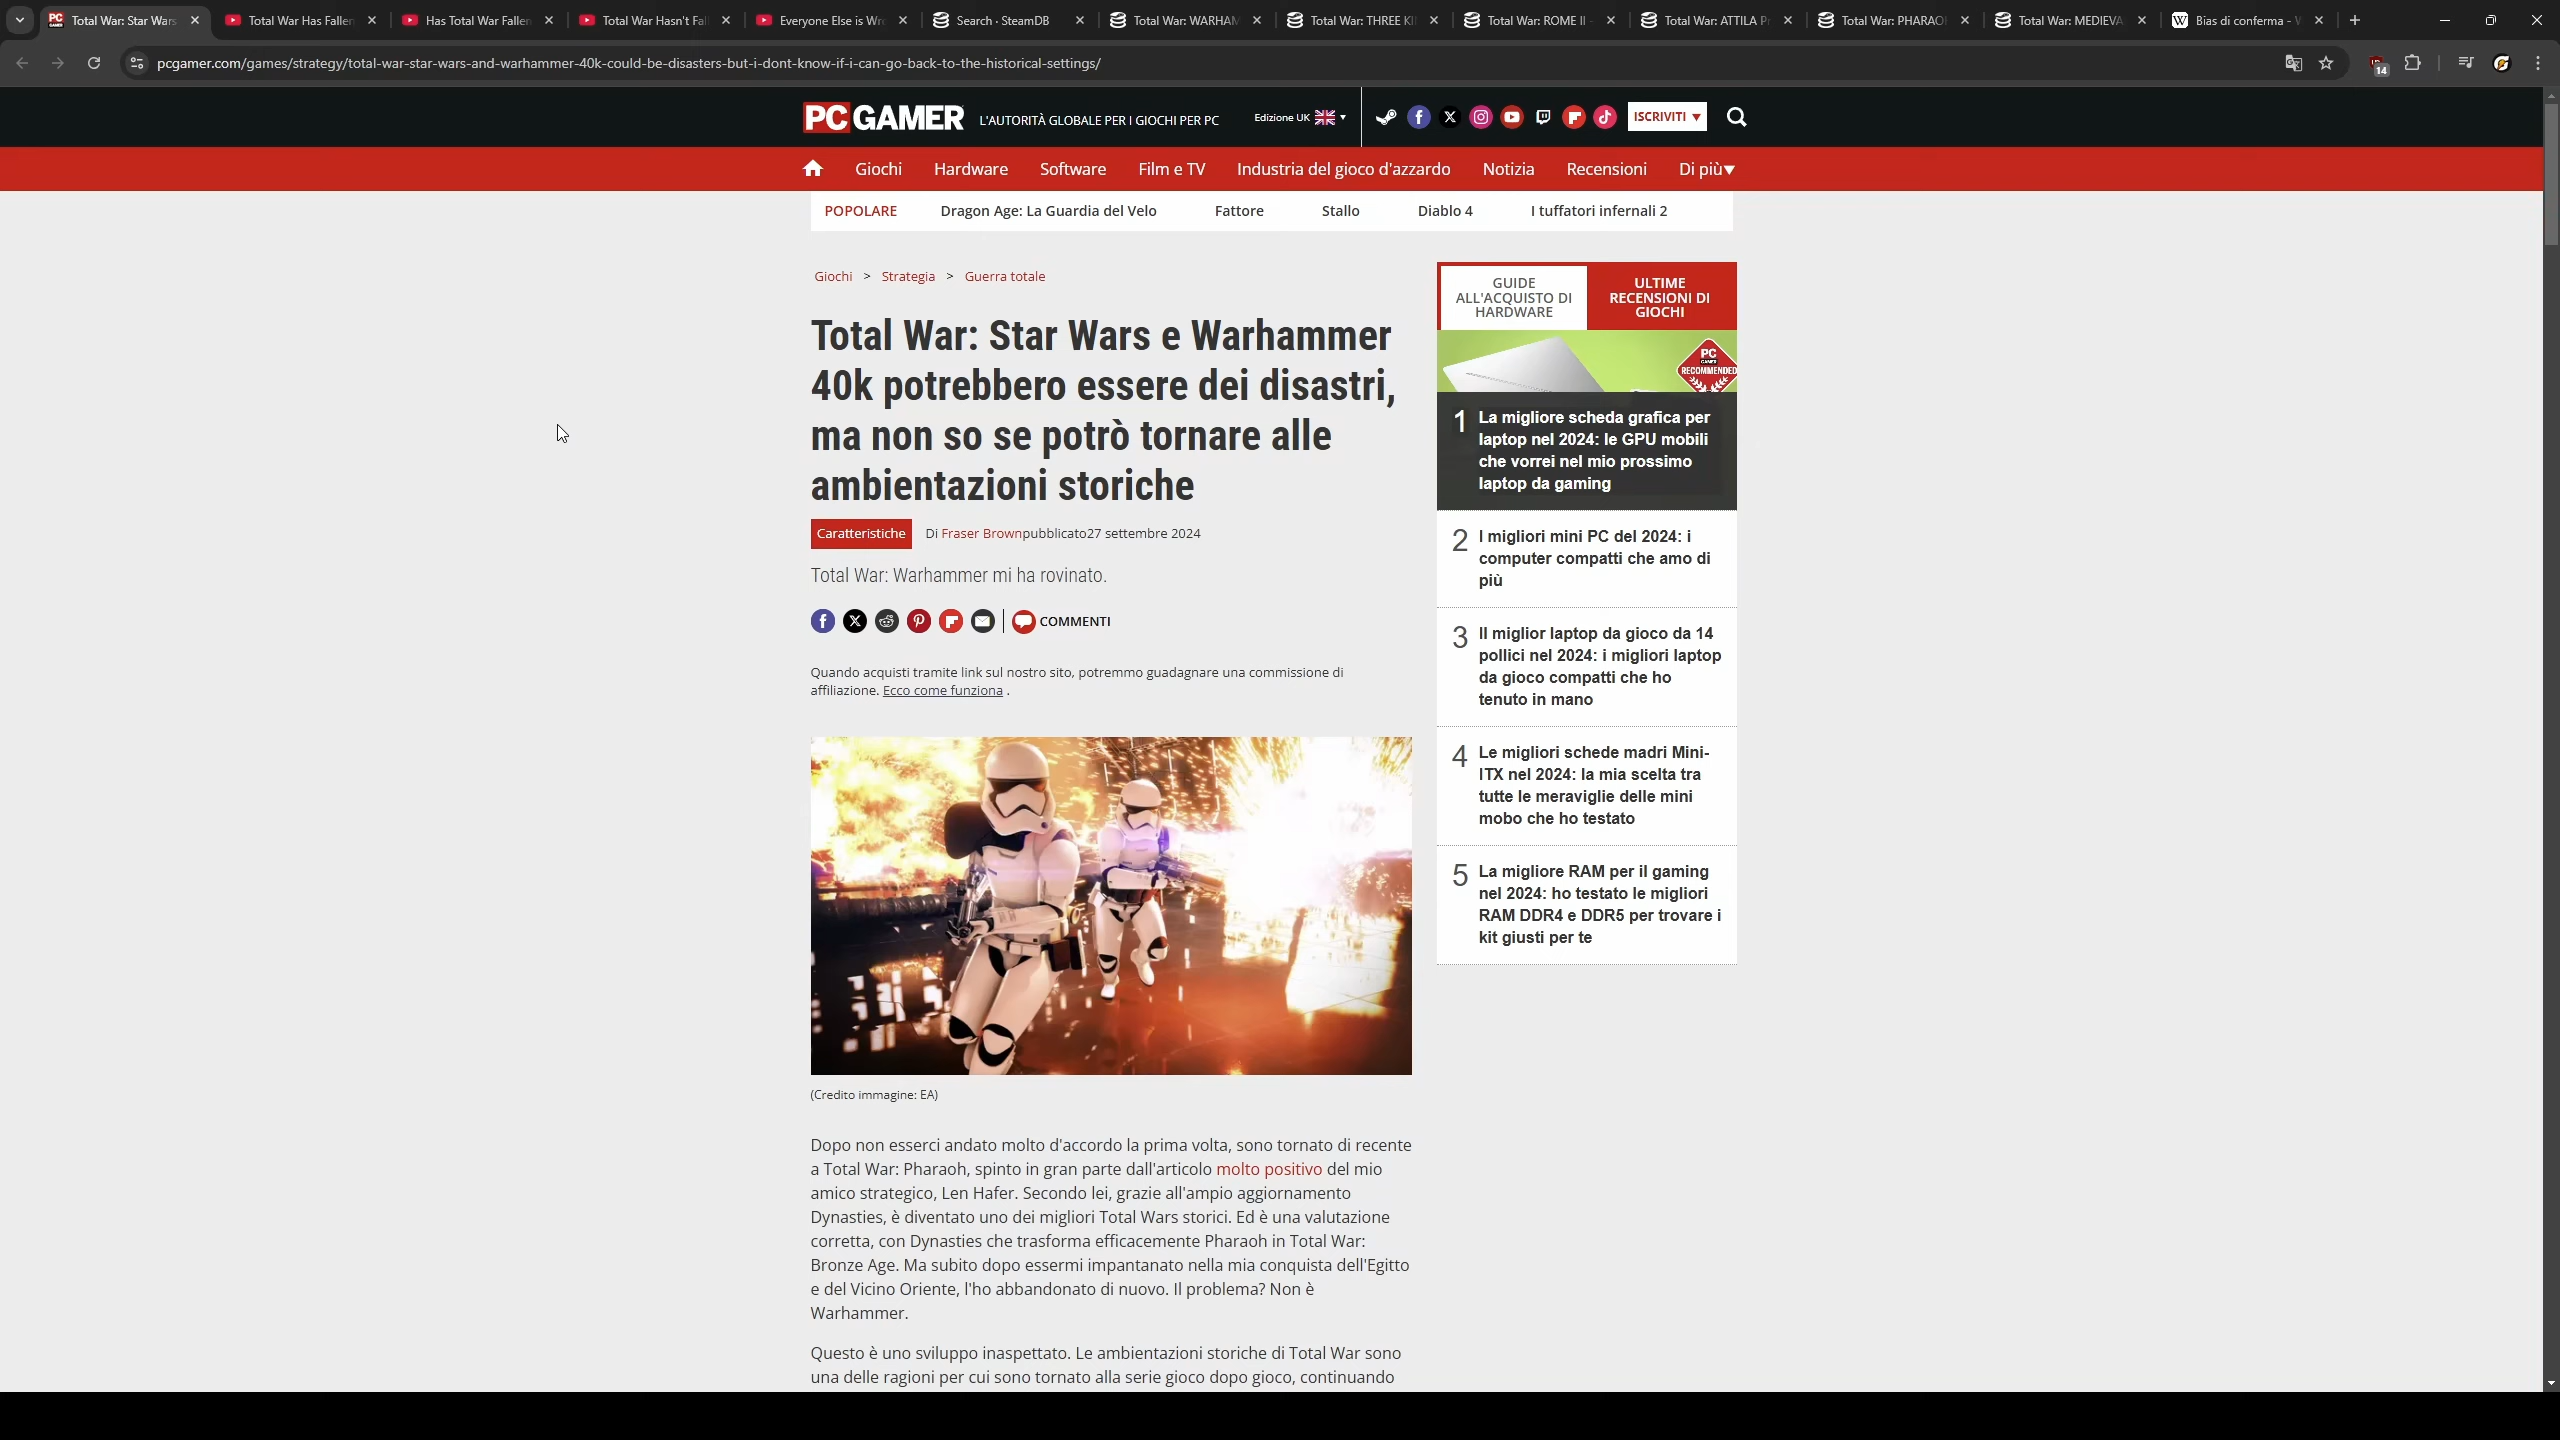 Total War: Star Wars
Total War Has Fallen
Has Total War Fallen
Total War Hasn't Fal
Everyone Else is Wr
Search · SteamDB
Total War: WARHAM
Total War: THREE KI
Total War: ROME II -
Total War: ATTILA P
Total War: PHARAO
Total War: MEDIEVA
Bias di conferma - 
pcgamer.com/games/strategy/total-war-star-wars-and-warhammer-40k-could-be-disasters-but-i-dont-know-if-i-can-go-back-to-the-historical-settings/
14
PC GAMER
L'AUTORITÀ GLOBALE PER I GIOCHI PER PC
Edizione UK
ISCRIVITI
Giochi
Hardware
Software
Film e TV
Industria del gioco d'azzardo
Notizia
Recensioni
Di più
POPOLARE
Dragon Age: La Guardia del Velo
Fattore
Stallo
Diablo 4
I tuffatori infernali 2
Giochi > Strategia > Guerra totale
Total War: Star Wars e Warhammer
40k potrebbero essere dei disastri,
ma non so se potrò tornare alle
ambientazioni storiche
Caratteristiche
Di Fraser Brownpubblicato27 settembre 2024
Total War: Warhammer mi ha rovinato.
COMMENTI
Quando acquisti tramite link sul nostro sito, potremmo guadagnare una commissione di
affiliazione. Ecco come funziona .
(Credito immagine: EA)
Dopo non esserci andato molto d'accordo la prima volta, sono tornato di recente
a Total War: Pharaoh, spinto in gran parte dall'articolo molto positivo del mio
amico strategico, Len Hafer. Secondo lei, grazie all'ampio aggiornamento
Dynasties, è diventato uno dei migliori Total Wars storici. Ed è una valutazione
corretta, con Dynasties che trasforma efficacemente Pharaoh in Total War:
Bronze Age. Ma subito dopo essermi impantanato nella mia conquista dell'Egitto
e del Vicino Oriente, l'ho abbandonato di nuovo. Il problema? Non è
Warhammer.
Questo è uno sviluppo inaspettato. Le ambientazioni storiche di Total War sono
una delle ragioni per cui sono tornato alla serie gioco dopo gioco, continuando
GUIDE
ALL'ACQUISTO DI
HARDWARE
ULTIME
RECENSIONI DI
GIOCHI
PC
GAMER
RECOMMENDED
1 La migliore scheda grafica per
laptop nel 2024: le GPU mobili
che vorrei nel mio prossimo
laptop da gaming
2 I migliori mini PC del 2024: i
computer compatti che amo di
più
3 Il miglior laptop da gioco da 14
pollici nel 2024: i migliori laptop
da gioco compatti che ho
tenuto in mano
4 Le migliori schede madri Mini-
ITX nel 2024: la mia scelta tra
tutte le meraviglie delle mini
mobo che ho testato
5 La migliore RAM per il gaming
nel 2024: ho testato le migliori
RAM DDR4 e DDR5 per trovare i
kit giusti per te